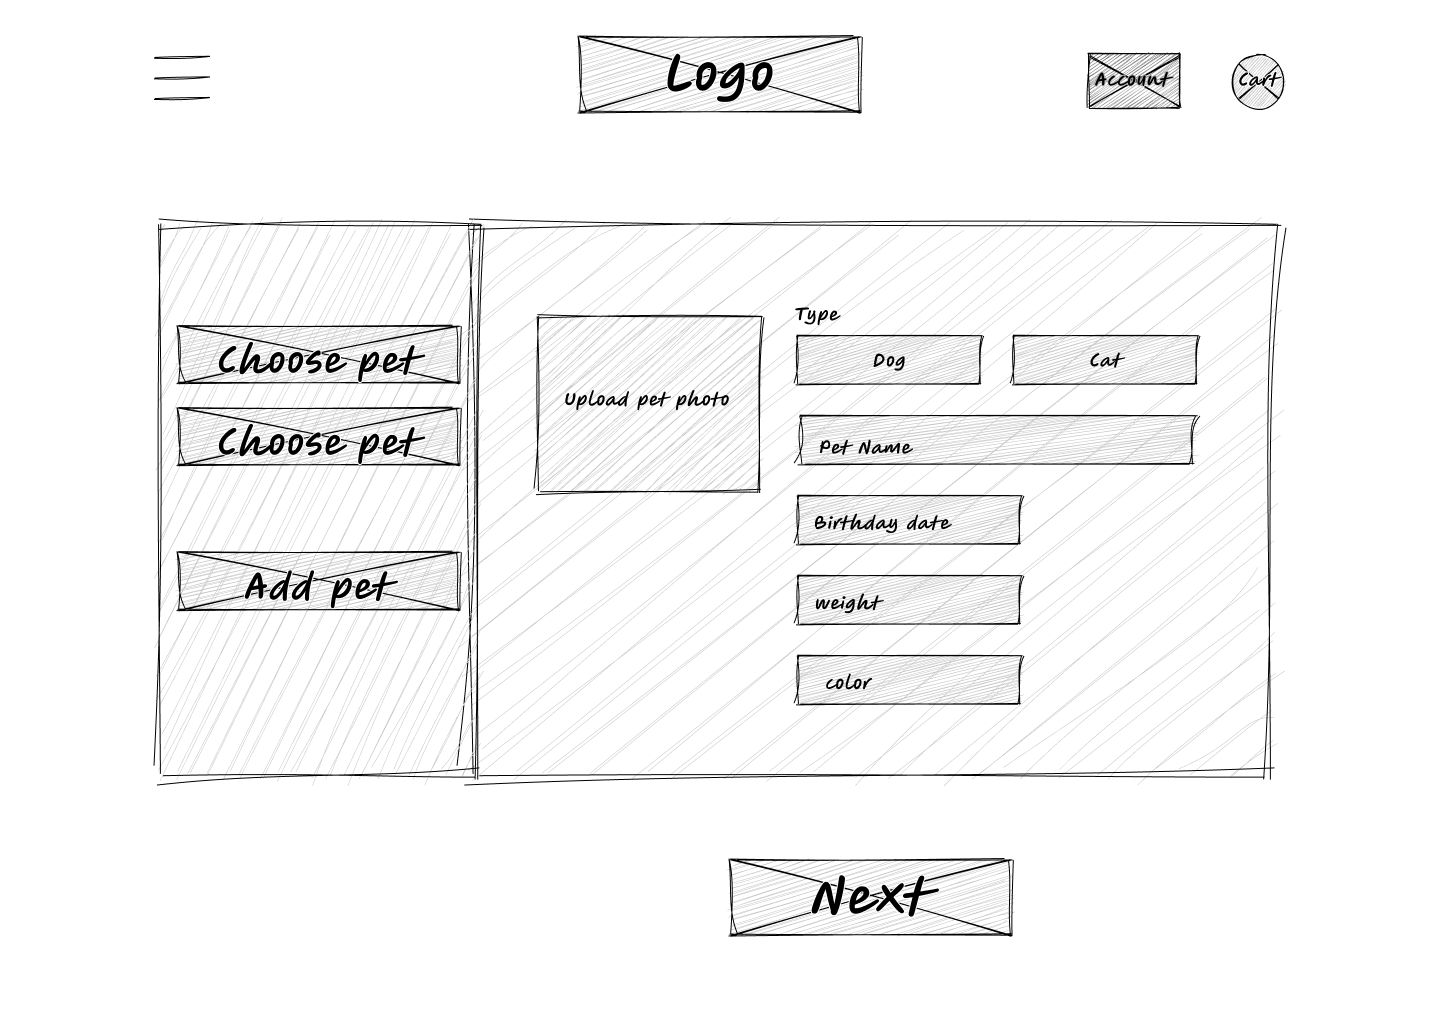 Logo
Account
Cart
Choose pet
Choose pet
Add pet
Upload pet photo
Type
Dog
Cat
Pet Name
Birthday date
weight
color
Next